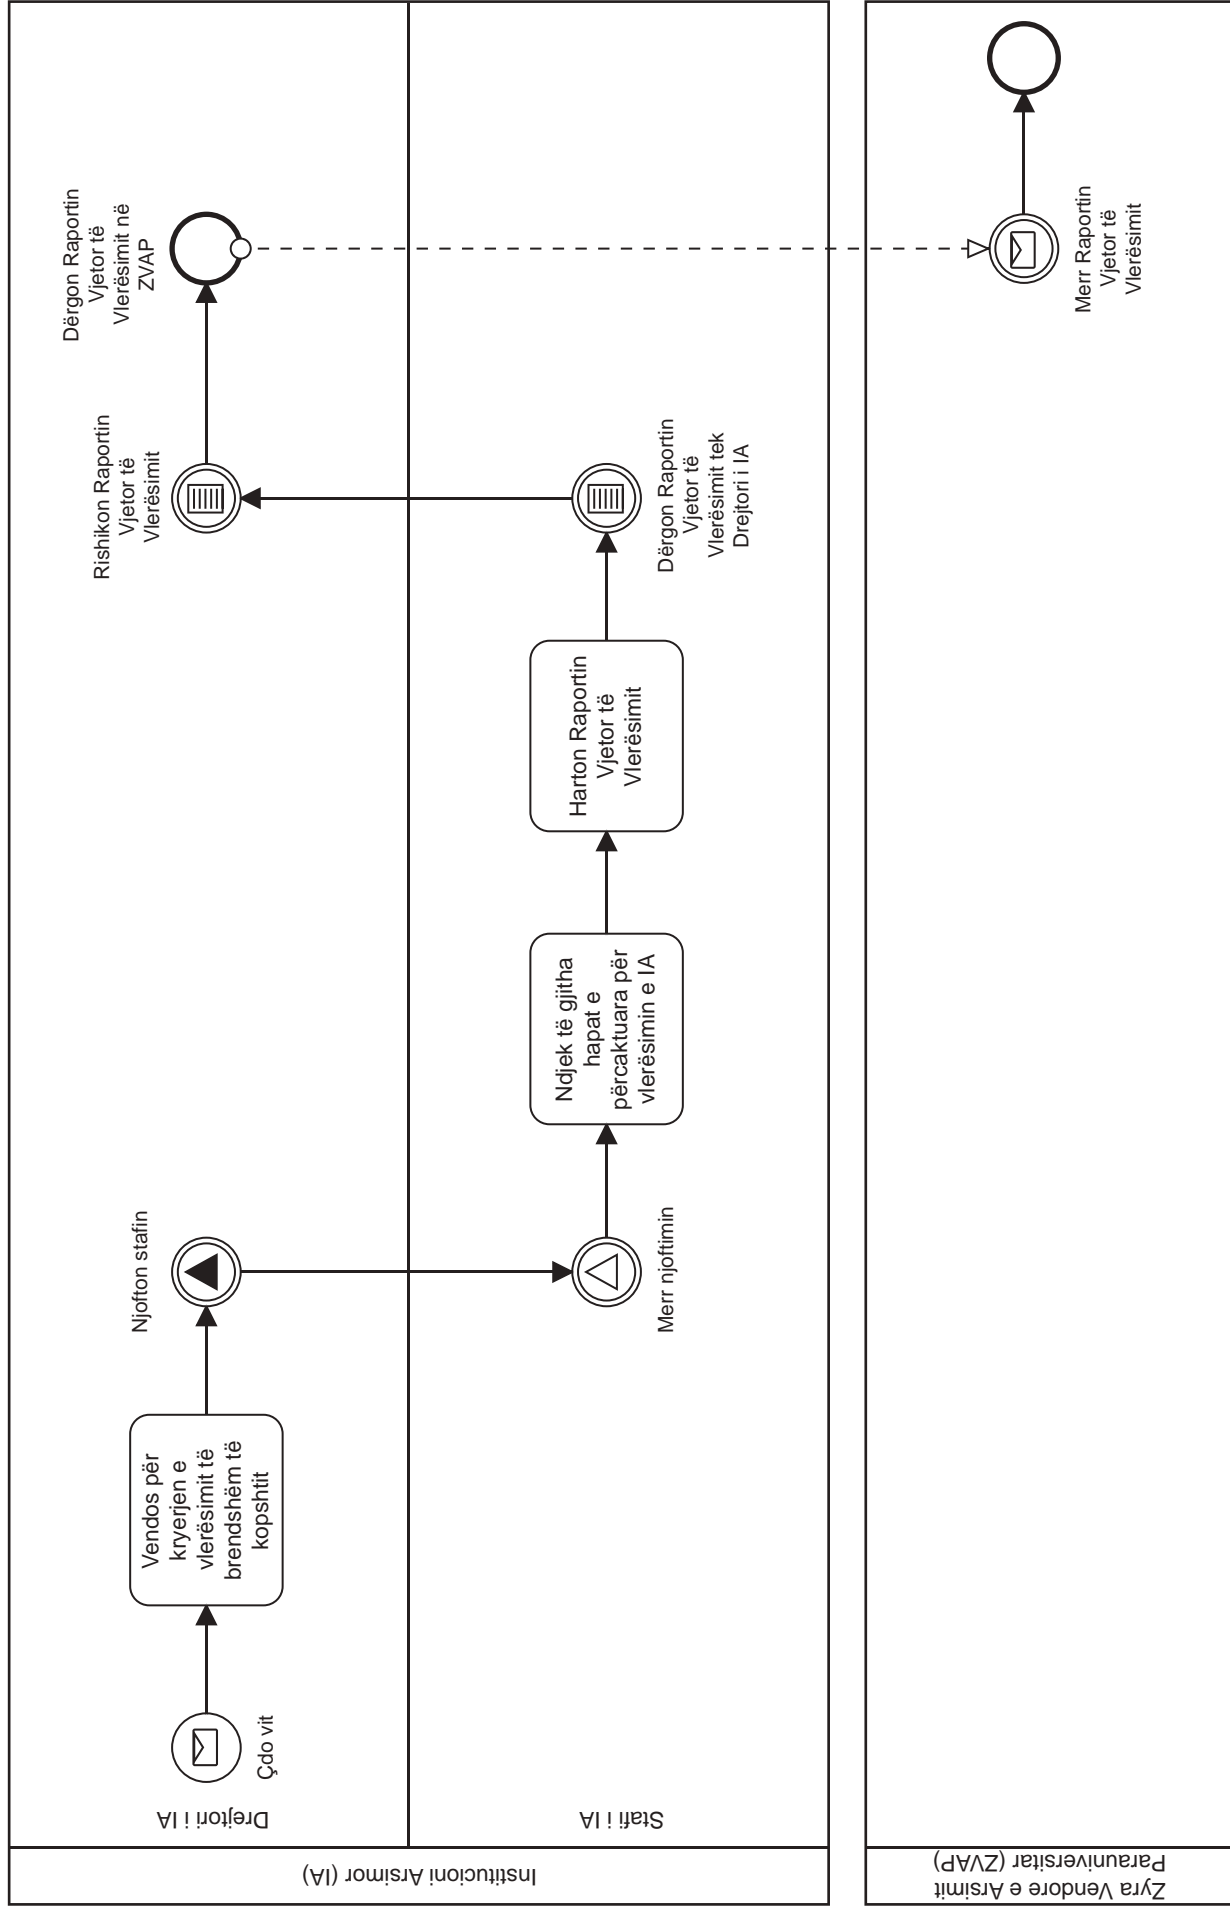 Institucioni Arsimor (IA)
Drejtori i IA
Çdo vit
Vendos për
kryerjen e
vlerësimit të
brendshëm të
kopshtit
Njofton stafin
Rishikon Raportin
Vjetor të
Vlerësimit
Dërgon Raportin
Vjetor të
Vlerësimit në
ZVAP
Stafi i IA
Merr njoftimin
Ndjek të gjitha
hapat e
përcaktuara për
vlerësimin e IA
Harton Raportin
Vjetor të
Vlerësimit
Dërgon Raportin
Vjetor të
Vlerësimit tek
Drejtori i IA
Zyra Vendore e Arsimit
Parauniversitar (ZVAP)
Merr Raportin
Vjetor të
Vlerësimit